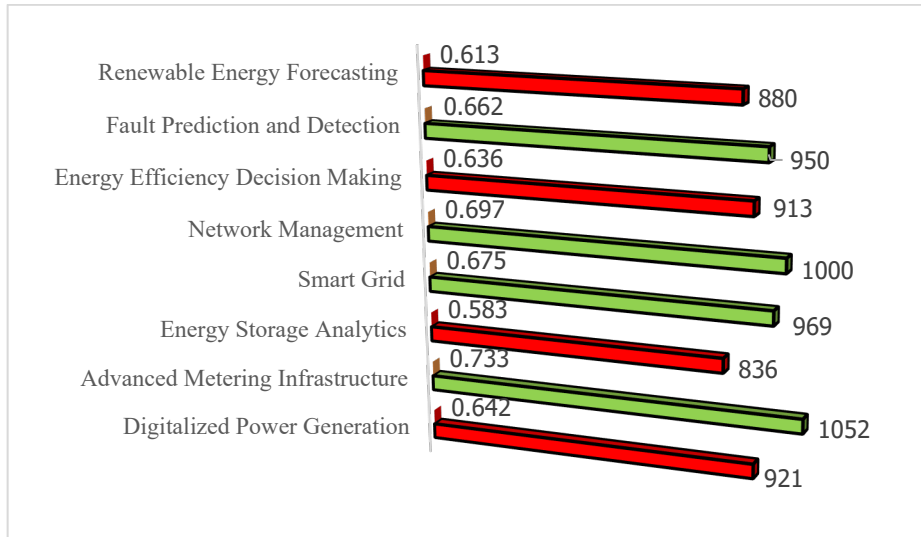 0.613
Renewable Energy Forecasting
880
0.662
Fault Prediction and Detection
950
0.636
Energy Efficiency Decision Making
913
0.697
Network Management
1000
0.675
Smart Grid
969
0.583
Energy Storage Analytics
836
0.733
Advanced Metering Infrastructure
1052
0.642
Digitalized Power Generation
921